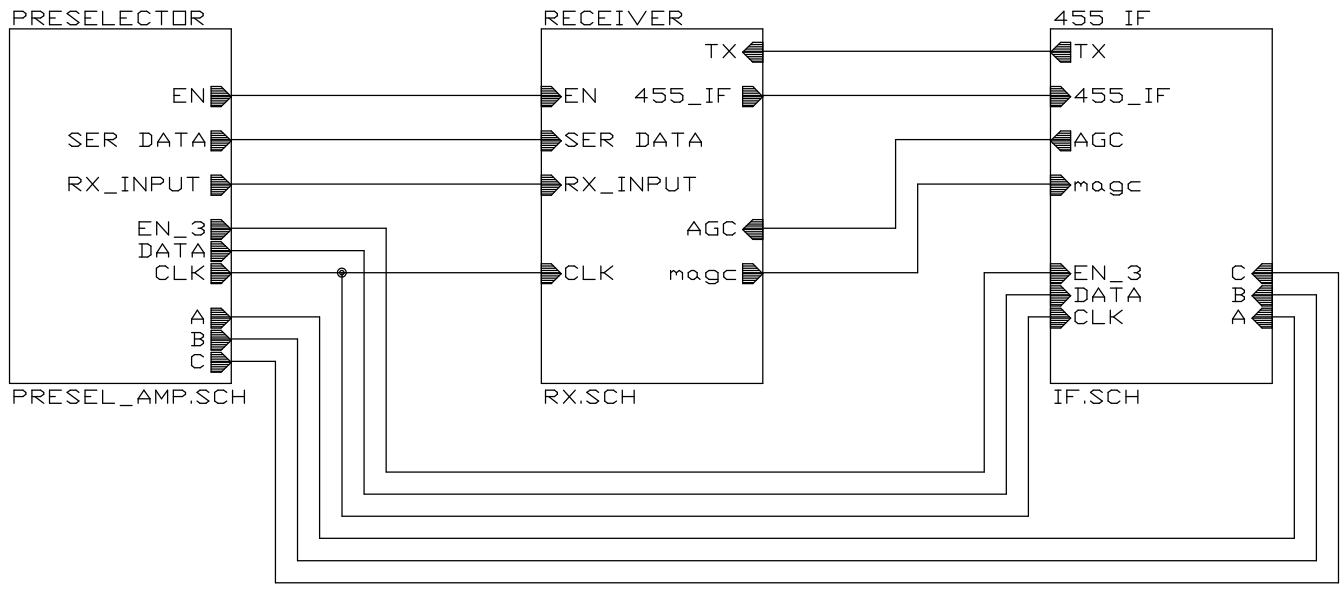 PRESELECTOR
EN
SER DATA
RX_INPUT
EN_3
DATA
CLK
A
B
C
PRESEL_AMP.SCH
RECEIVER
TX
EN 455_IF
SER DATA
RX_INPUT
AGC
CLK magc
RX.SCH
455 IF
TX
455_IF
AGC
magc
EN_3 C
DATA B
CLK A
IF.SCH